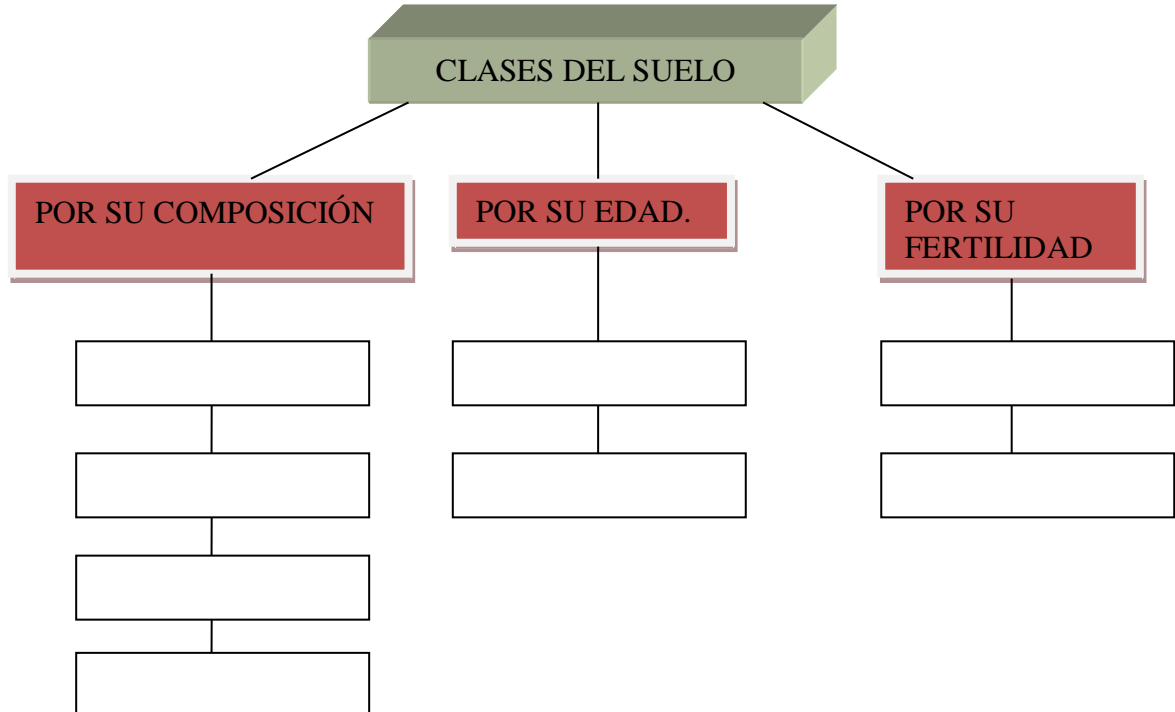 CLASES DEL SUELO
POR SU COMPOSICIÓN
POR SU EDAD.
POR SU
FERTILIDAD